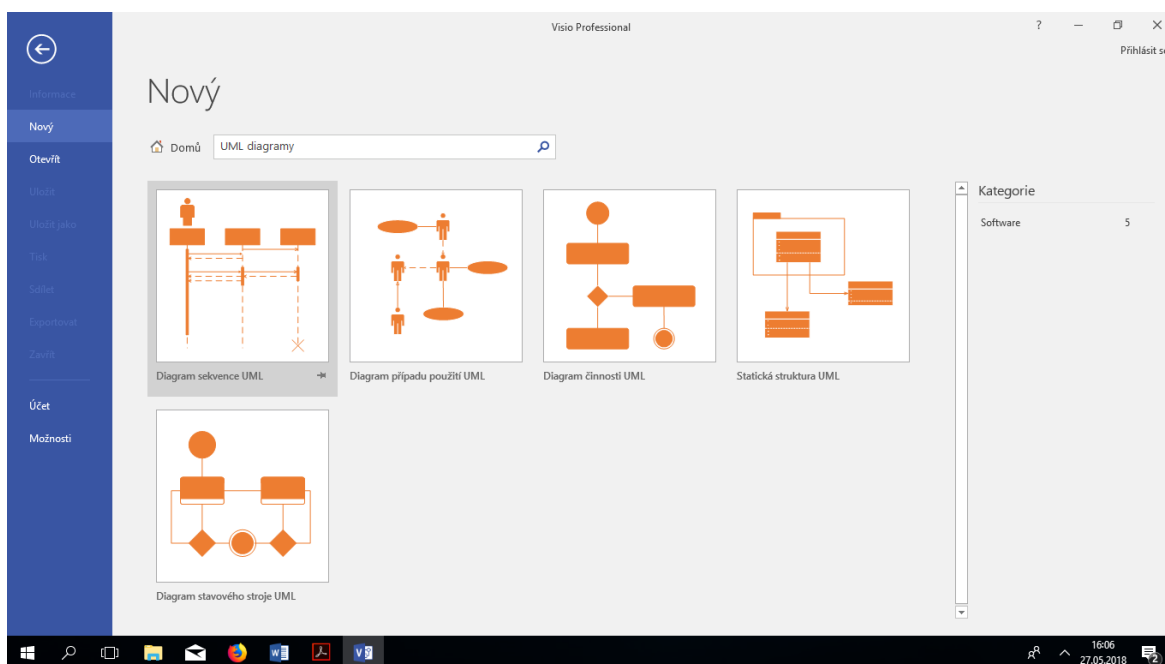 Visio Professional
?
Přihlásit se
Informace
Nový
Otevřít
Uložit
Uložit jako
Tisk
Sdílet
Exportovat
Zavřít
Účet
Možnosti
Nový
Domů
UML diagramy
Diagram sekvence UML
Diagram případu použití UML
Diagram činnosti UML
Statická struktura UML
Diagram stavového stroje UML
Kategorie
Software 5
16:06
27.05.2018
2